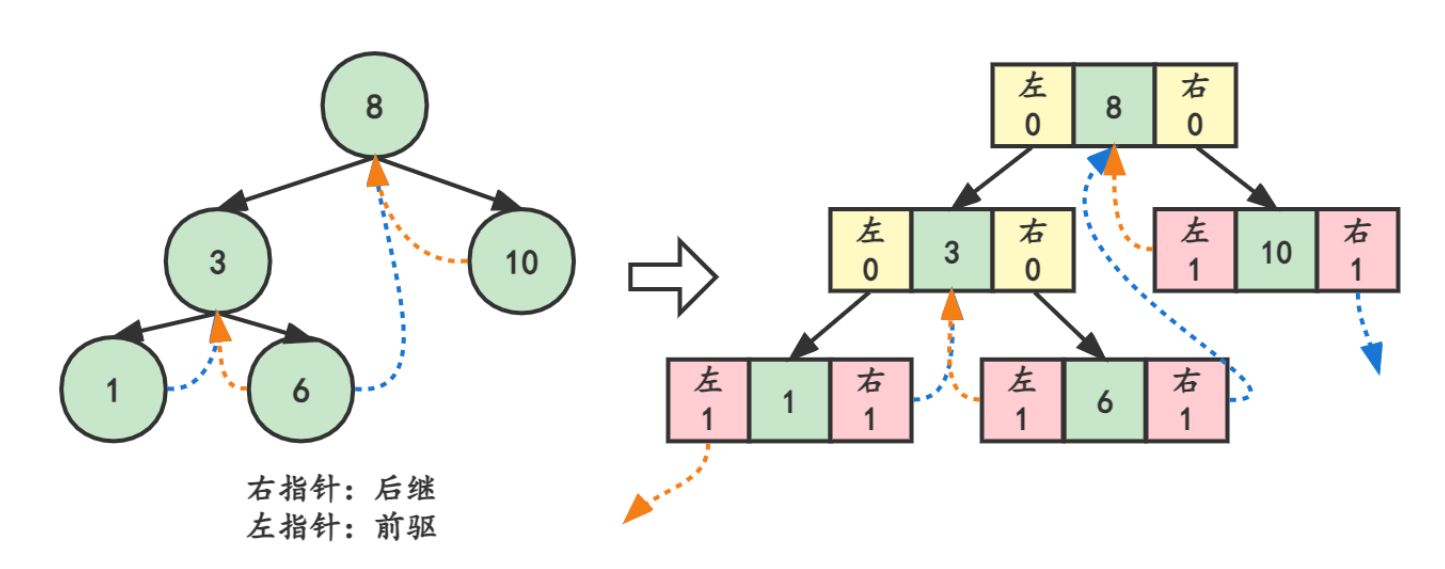 8
3
10
1
6
右指针：后继
左指针：前驱
左 8 右
0 0
左 3 右
0 0
左 10 右
1 1
左 1 右
1 1
左 6 右
1 1